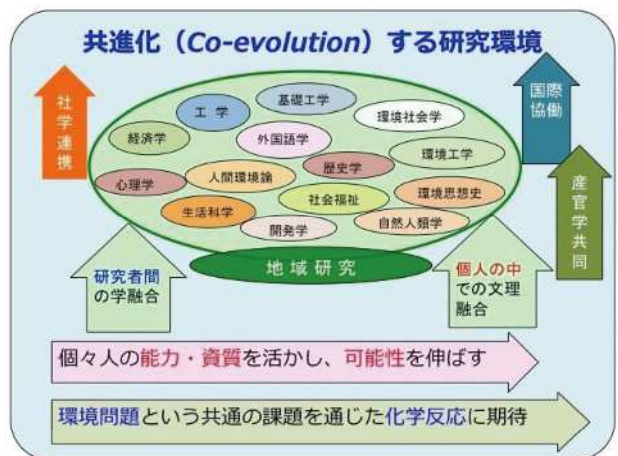 共進化（Co-evolution）する研究環境
社学連携
国際
協働
産官学共同
工 学
基礎工学
環境社会学
経済学
外国語学
環境工学
心理学
人間環境論
歴史学
環境思想史
生活科学
社会福祉
自然人類学
開発学
地域研究
研究者間
の学融合
個人の中
での文理
融合
個々人の能力・資質を活かし、可能性を伸ばす
環境問題という共通の課題を通じた化学反応に期待